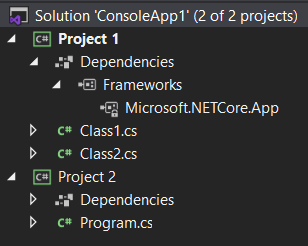 Solution 'ConsoleApp1' (2 of 2 projects)
C# Project 1
Dependencies
Frameworks
Microsoft.NETCore.App
C# Class1.cs
C# Class2.cs
C# Project 2
Dependencies
C# Program.cs